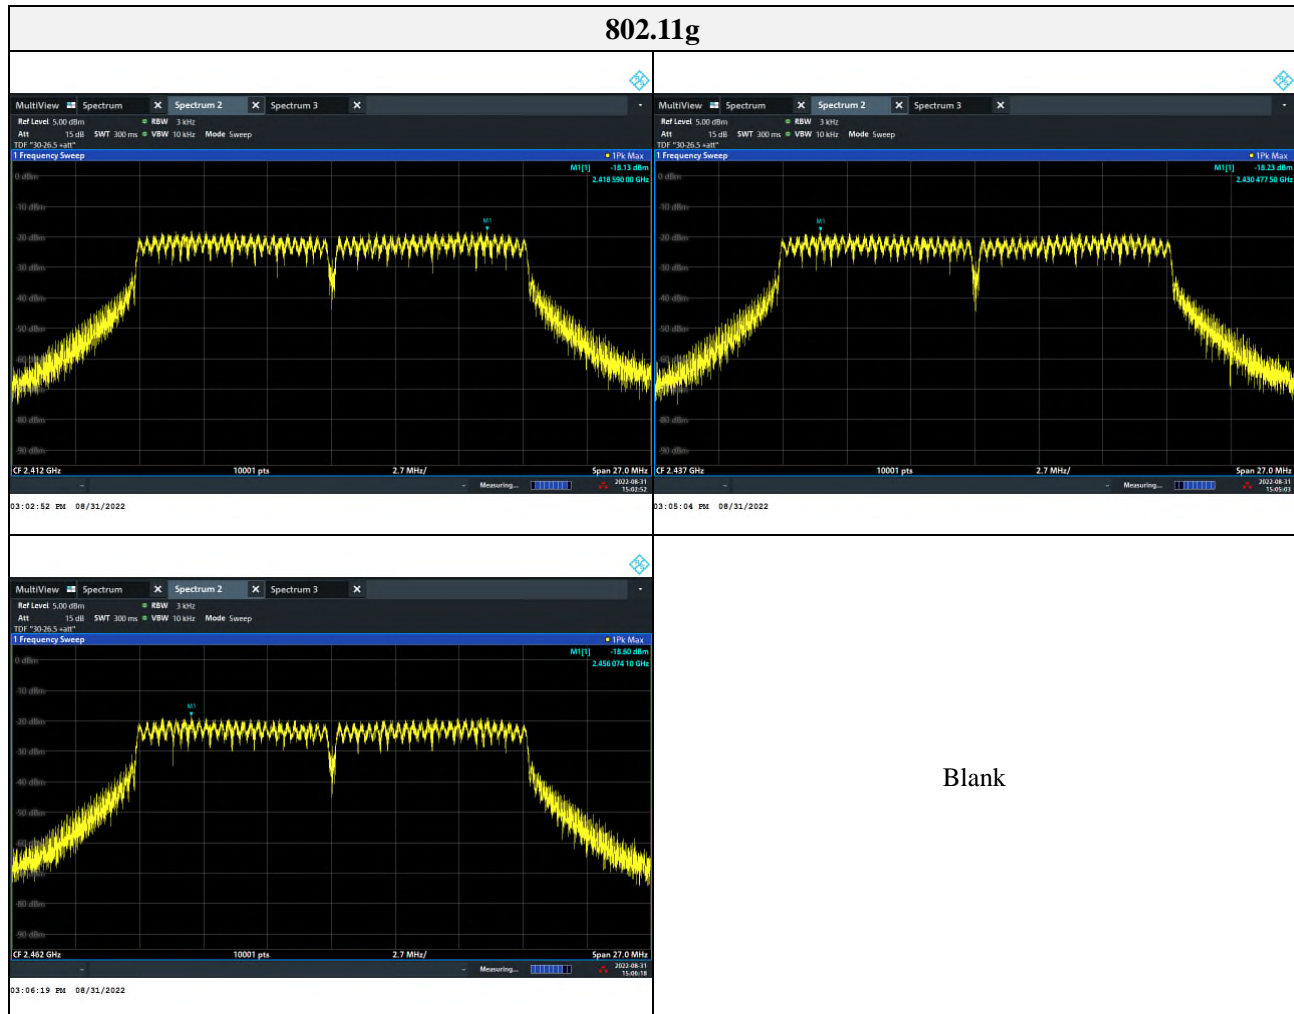 802.11g
MultiView Spectrum X Spectrum 2 X Spectrum 3 X
Ref Level 5.00 dBm RBW 3 kHz
Att 15 dB SWT 300 ms VBW 10 kHz Mode Sweep
TDF "30-26.5 +att"
1 Frequency Sweep 1Pk Max
M1[1] -18.13 dBm
2.418 590 00 GHz
0 dBm
-10 dBm
M1
-20 dBm
-30 dBm
-40 dBm
-50 dBm
-60 dBm
-70 dBm
-80 dBm
-90 dBm
CF 2.412 GHz 10001 pts 2.7 MHz/ Span 27.0 MHz
Measuring... 2022-08-31
15:02:52
03:02:52 PM 08/31/2022
MultiView Spectrum X Spectrum 2 X Spectrum 3 X
Ref Level 5.00 dBm RBW 3 kHz
Att 15 dB SWT 300 ms VBW 10 kHz Mode Sweep
TDF "30-26.5 +att"
1 Frequency Sweep 1Pk Max
M1[1] -18.23 dBm
2.430 477 50 GHz
0 dBm
-10 dBm
M1
-20 dBm
-30 dBm
-40 dBm
-50 dBm
-60 dBm
-70 dBm
-80 dBm
-90 dBm
CF 2.437 GHz 10001 pts 2.7 MHz/ Span 27.0 MHz
Measuring... 2022-08-31
15:05:03
03:05:04 PM 08/31/2022
MultiView Spectrum X Spectrum 2 X Spectrum 3 X
Ref Level 5.00 dBm RBW 3 kHz
Att 15 dB SWT 300 ms VBW 10 kHz Mode Sweep
TDF "30-26.5 +att"
1 Frequency Sweep 1Pk Max
M1[1] -18.60 dBm
2.456 074 10 GHz
0 dBm
-10 dBm
M1
-20 dBm
-30 dBm
-40 dBm
-50 dBm
-60 dBm
-70 dBm
-80 dBm
-90 dBm
CF 2.462 GHz 10001 pts 2.7 MHz/ Span 27.0 MHz
Measuring... 2022-08-31
15:06:18
03:06:19 PM 08/31/2022
Blank